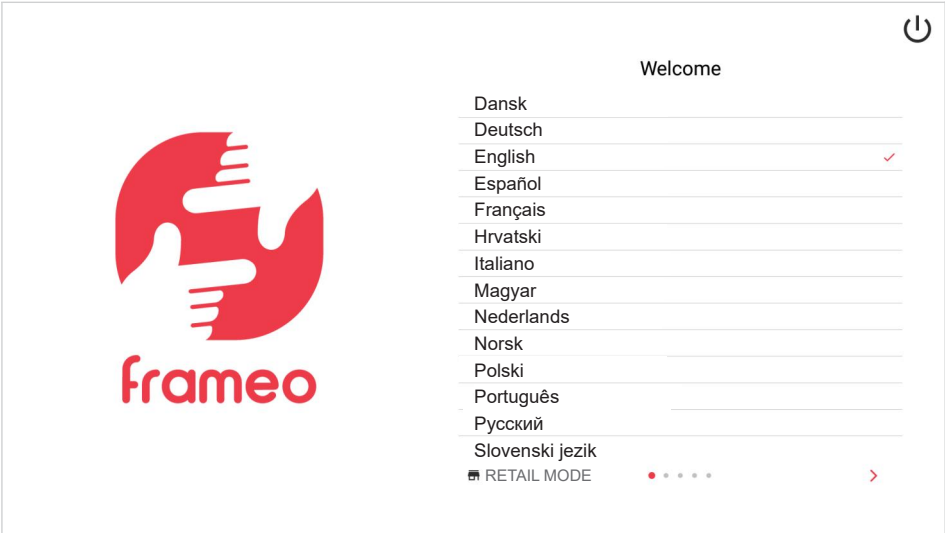 Welcome
Dansk
Deutsch
English
Español
Français
Hrvatski
Italiano
Magyar
Nederlands
Norsk
Polski
Português
Русский
Slovenski jezik
RETAIL MODE
frameo